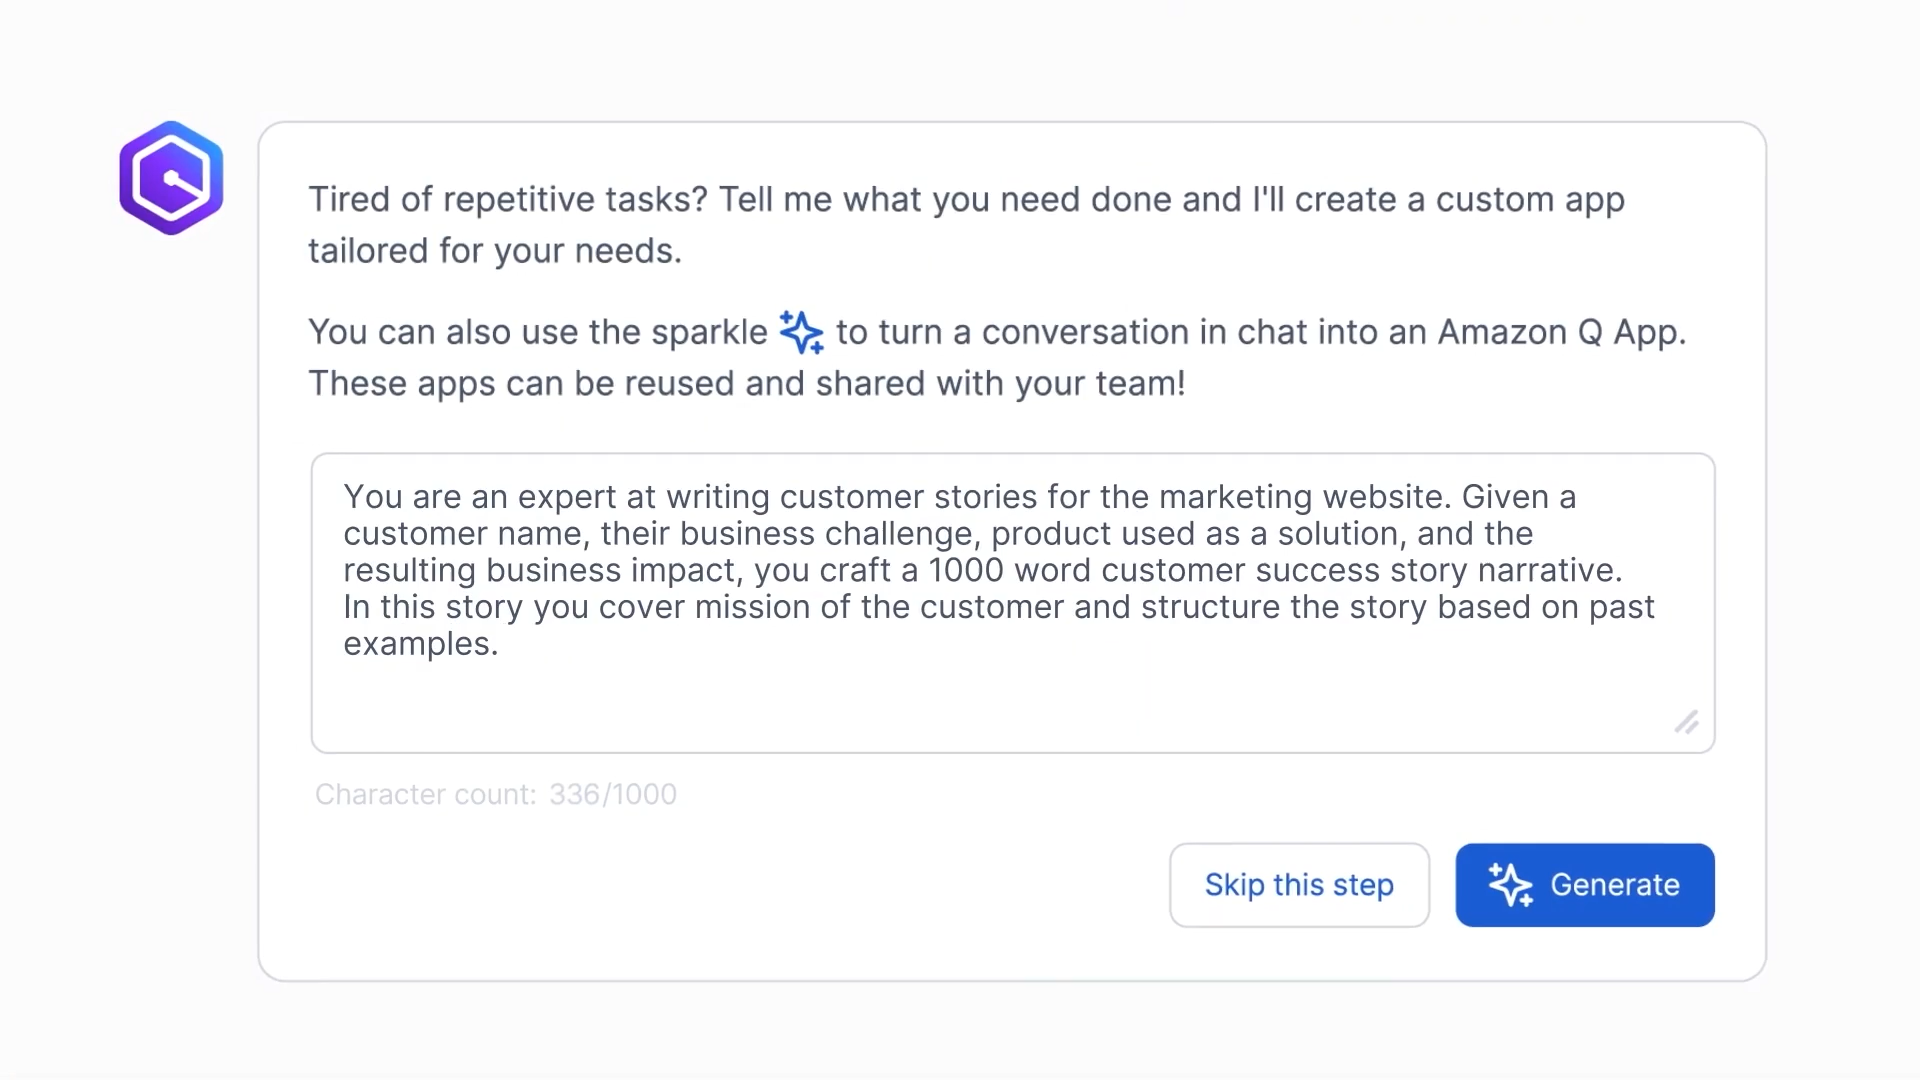 Tired of repetitive tasks? Tell me what you need done and I'll create a custom app
tailored for your needs.
You can also use the sparkle to turn a conversation in chat into an Amazon Q App.
These apps can be reused and shared with your team!
You are an expert at writing customer stories for the marketing website. Given a
customer name, their business challenge, product used as a solution, and the
resulting business impact, you craft a 1000 word customer success story narrative.
In this story you cover mission of the customer and structure the story based on past
examples.
Character count: 336/1000
Skip this step
Generate